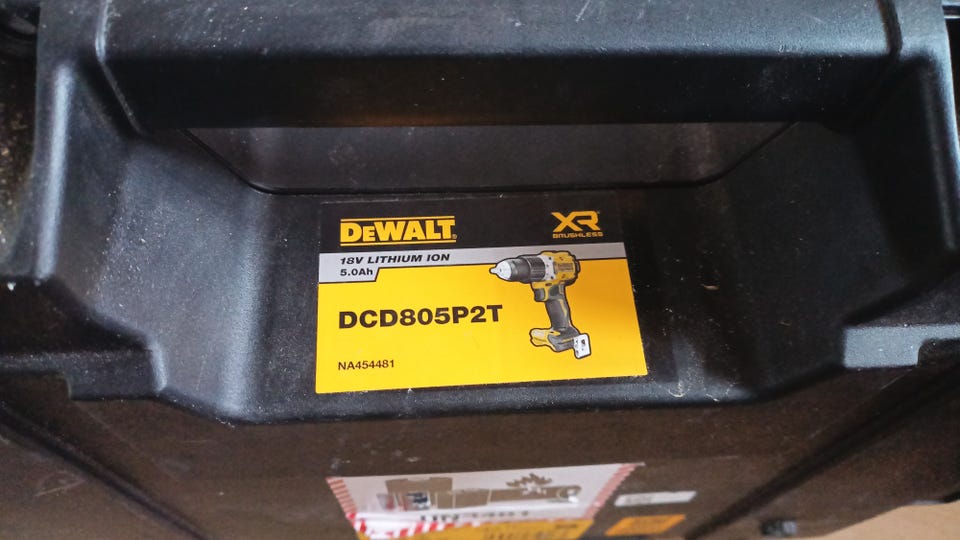 DEWALT
XR
BRUSHLESS
18V LITHIUM ION
5.0Ah
DCD805P2T
NA454481